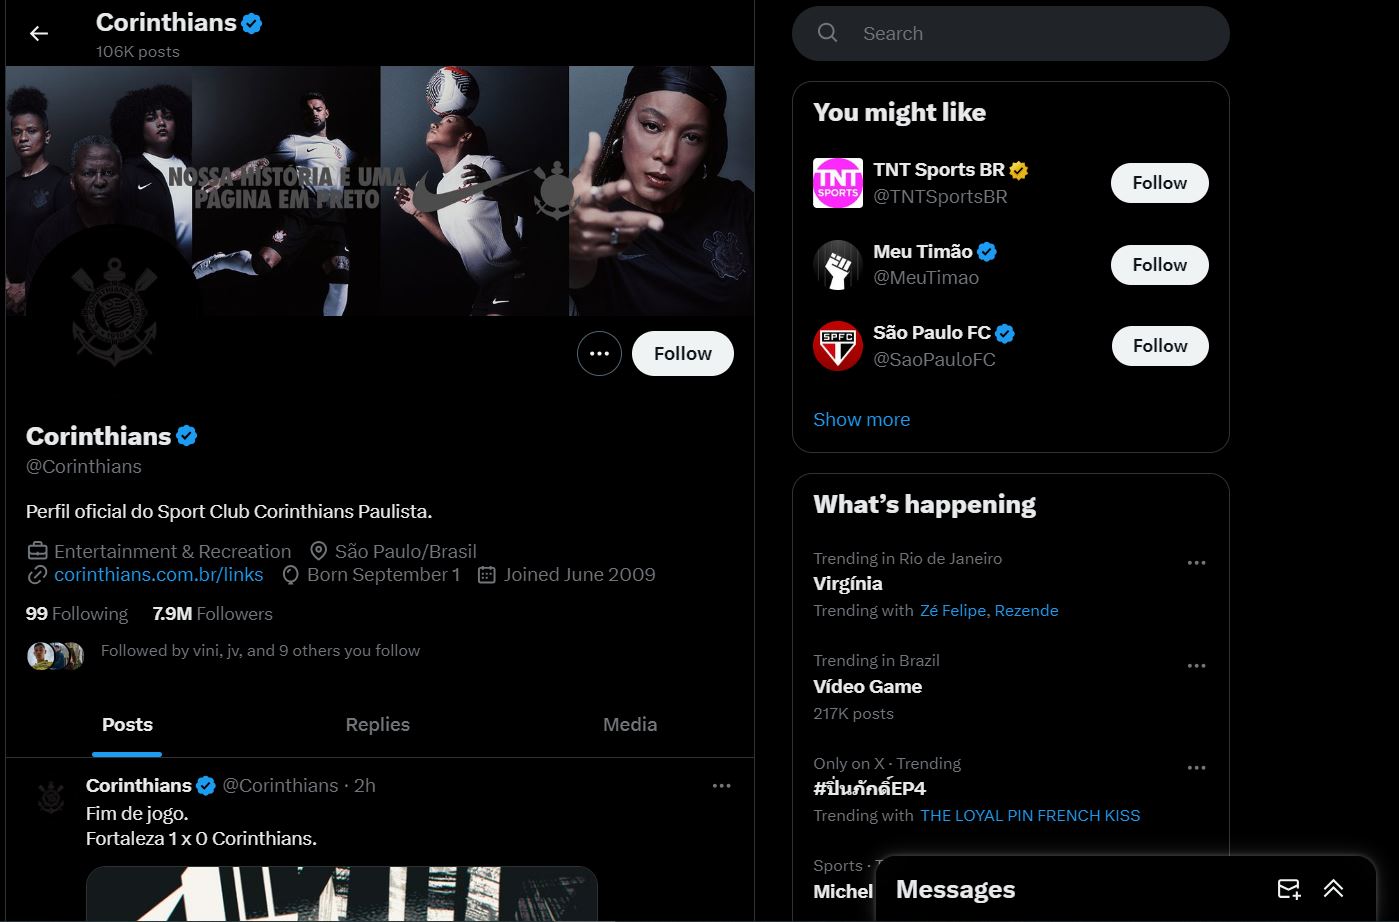 Corinthians
106K posts
NOSSA HISTÓRIA É UMA
PÁGINA EM PRETO
Follow
Corinthians
@Corinthians
Perfil oficial do Sport Club Corinthians Paulista.
Entertainment & Recreation São Paulo/Brasil
corinthians.com.br/links Born September 1 Joined June 2009
99 Following 7.9M Followers
Followed by vini, jv, and 9 others you follow
Posts Replies Media
Corinthians @Corinthians · 2h
Fim de jogo.
Fortaleza 1 x 0 Corinthians.
Search
You might like
TNT
SPORTS
TNT Sports BR
@TNTSportsBR
Follow
Meu Timão
@MeuTimao
Follow
SPFC
São Paulo FC
@SaoPauloFC
Follow
Show more
What's happening
Trending in Rio de Janeiro
Virgínia
Trending with Zé Felipe, Rezende
Trending in Brazil
Vídeo Game
217K posts
Only on X · Trending
#ปิ่นภักดิ์EP4
Trending with THE LOYAL PIN FRENCH KISS
Sports · T
Michel
Messages